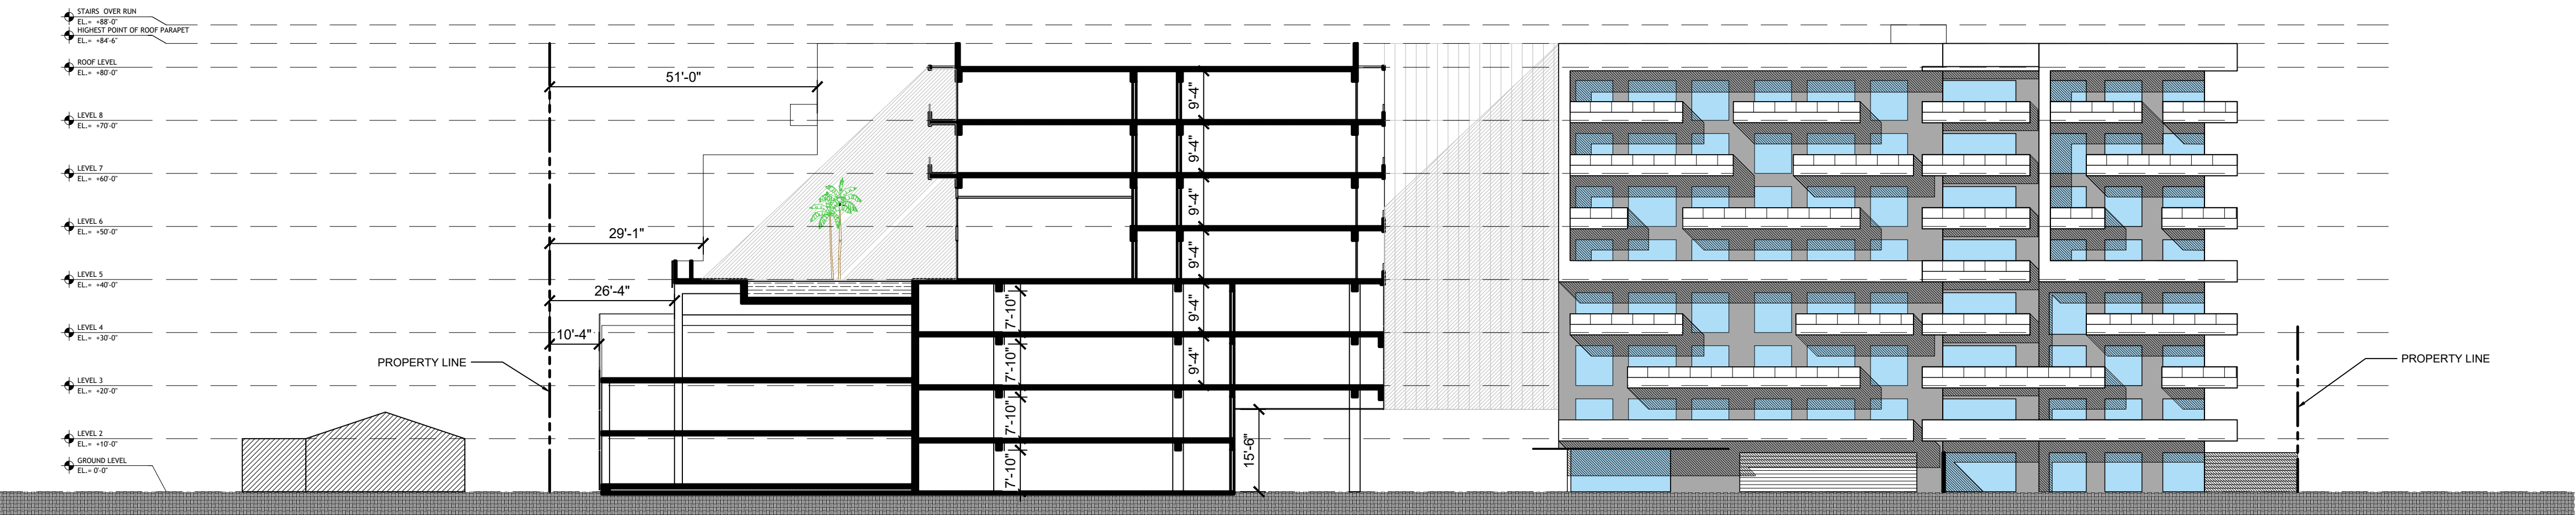 STAIRS OVER RUN
EL.= +88'-0"
HIGHEST POINT OF ROOF PARAPET
EL.= +84'-6"
ROOF LEVEL
EL.= +80'-0"
LEVEL 8
EL.= +70'-0"
LEVEL 7
EL.= +60'-0"
LEVEL 6
EL.= +50'-0"
LEVEL 5
EL.= +40'-0"
LEVEL 4
EL.= +30'-0"
LEVEL 3
EL.= +20'-0"
LEVEL 2
EL.= +10'-0"
GROUND LEVEL
EL.= 0'-0"
51'-0"
29'-1"
26'-4"
10'-4"
PROPERTY LINE
9'-4"
9'-4"
9'-4"
9'-4"
9'-4"
9'-4"
7'-10"
7'-10"
7'-10"
7'-10"
15'-6"
PROPERTY LINE